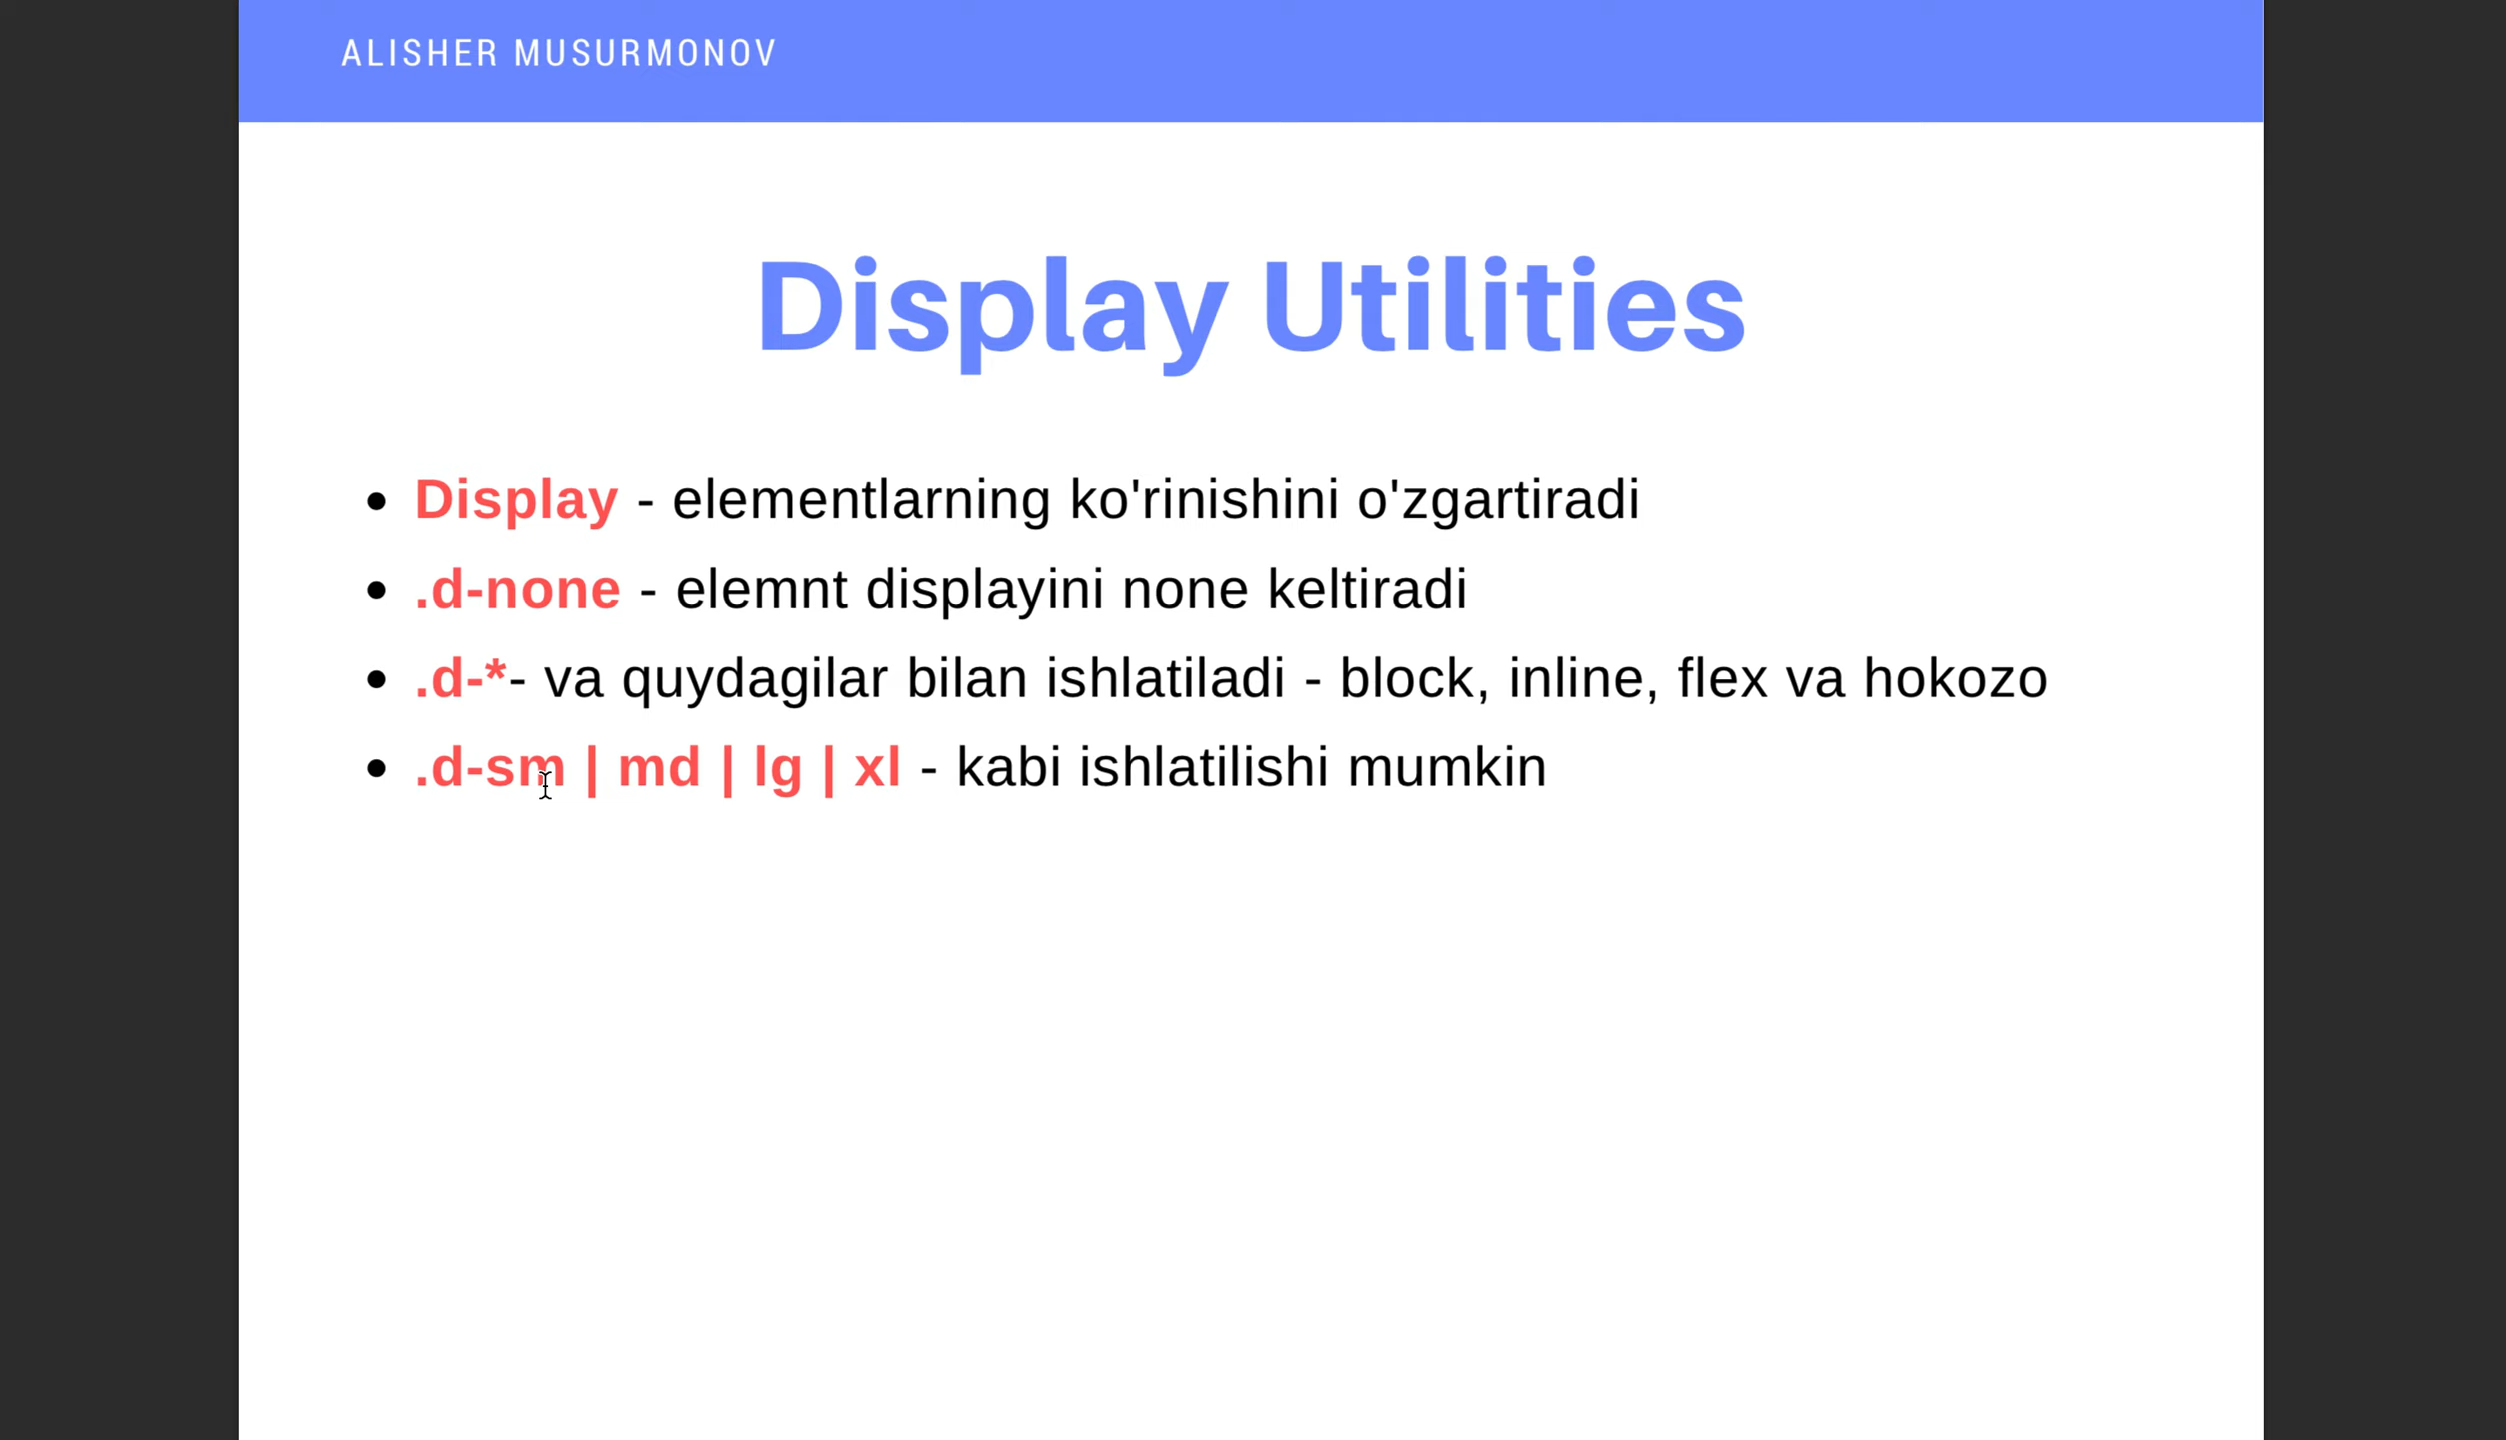 ALISHER MUSURMONOV
Display Utilities
• Display - elementlarning ko'rinishini o'zgartiradi
• .d-none - elemnt displayini none keltiradi
• .d-*- va quydagilar bilan ishlatiladi - block, inline, flex va hokozo
• .d-sm | md | lg | xl - kabi ishlatilishi mumkin